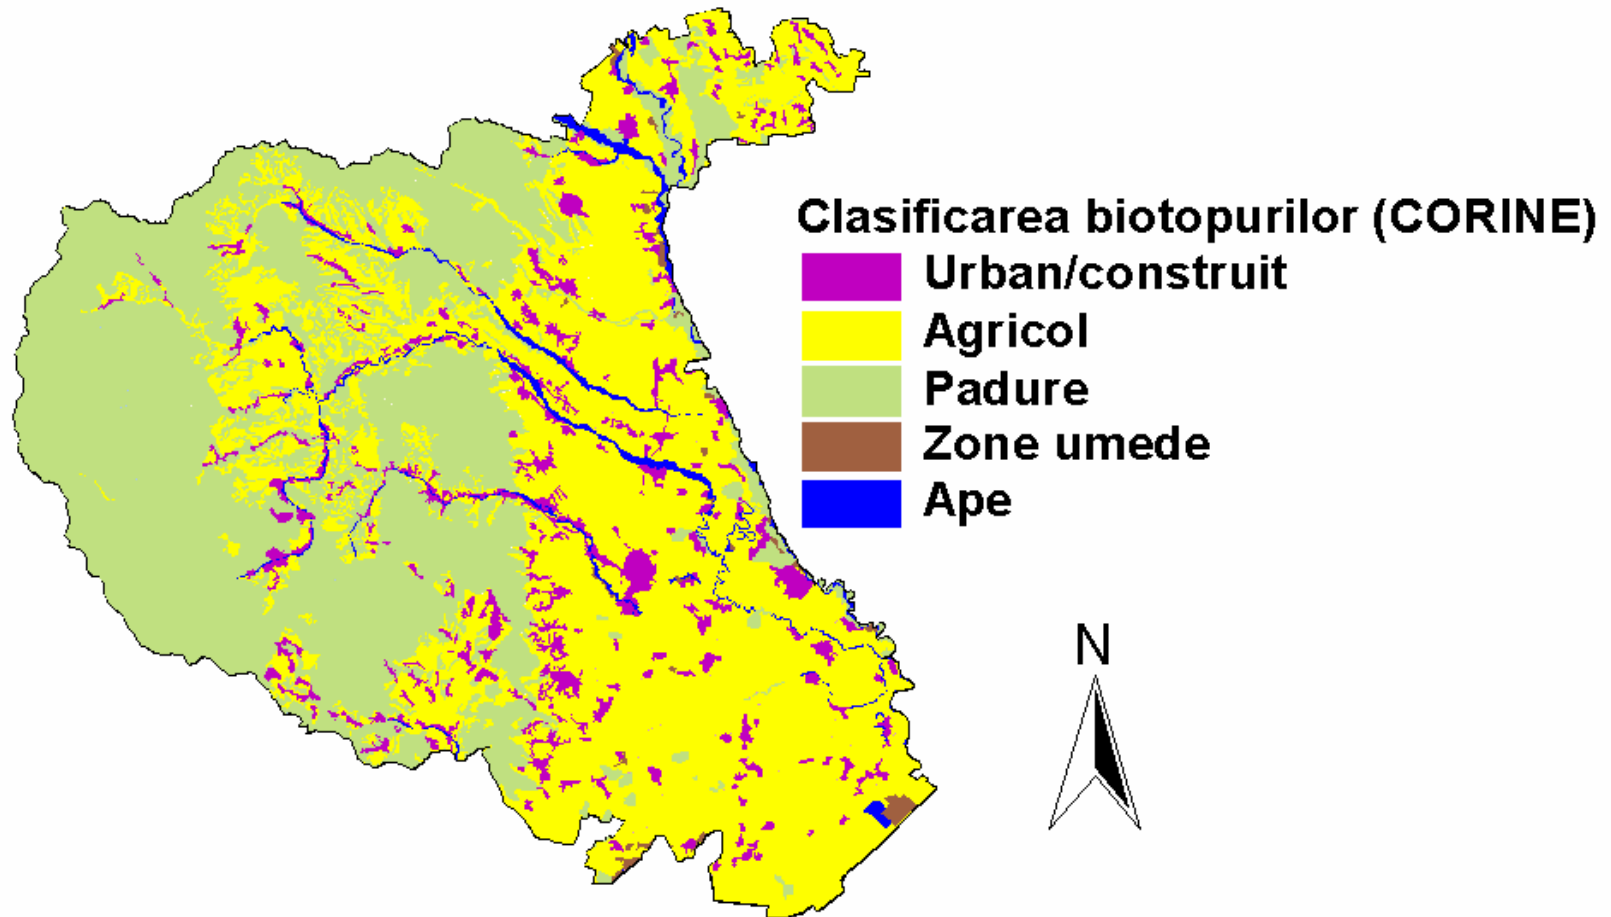 Clasificarea biotopurilor (CORINE)
Urban/construit
Agricol
Padure
Zone umede
Ape
N